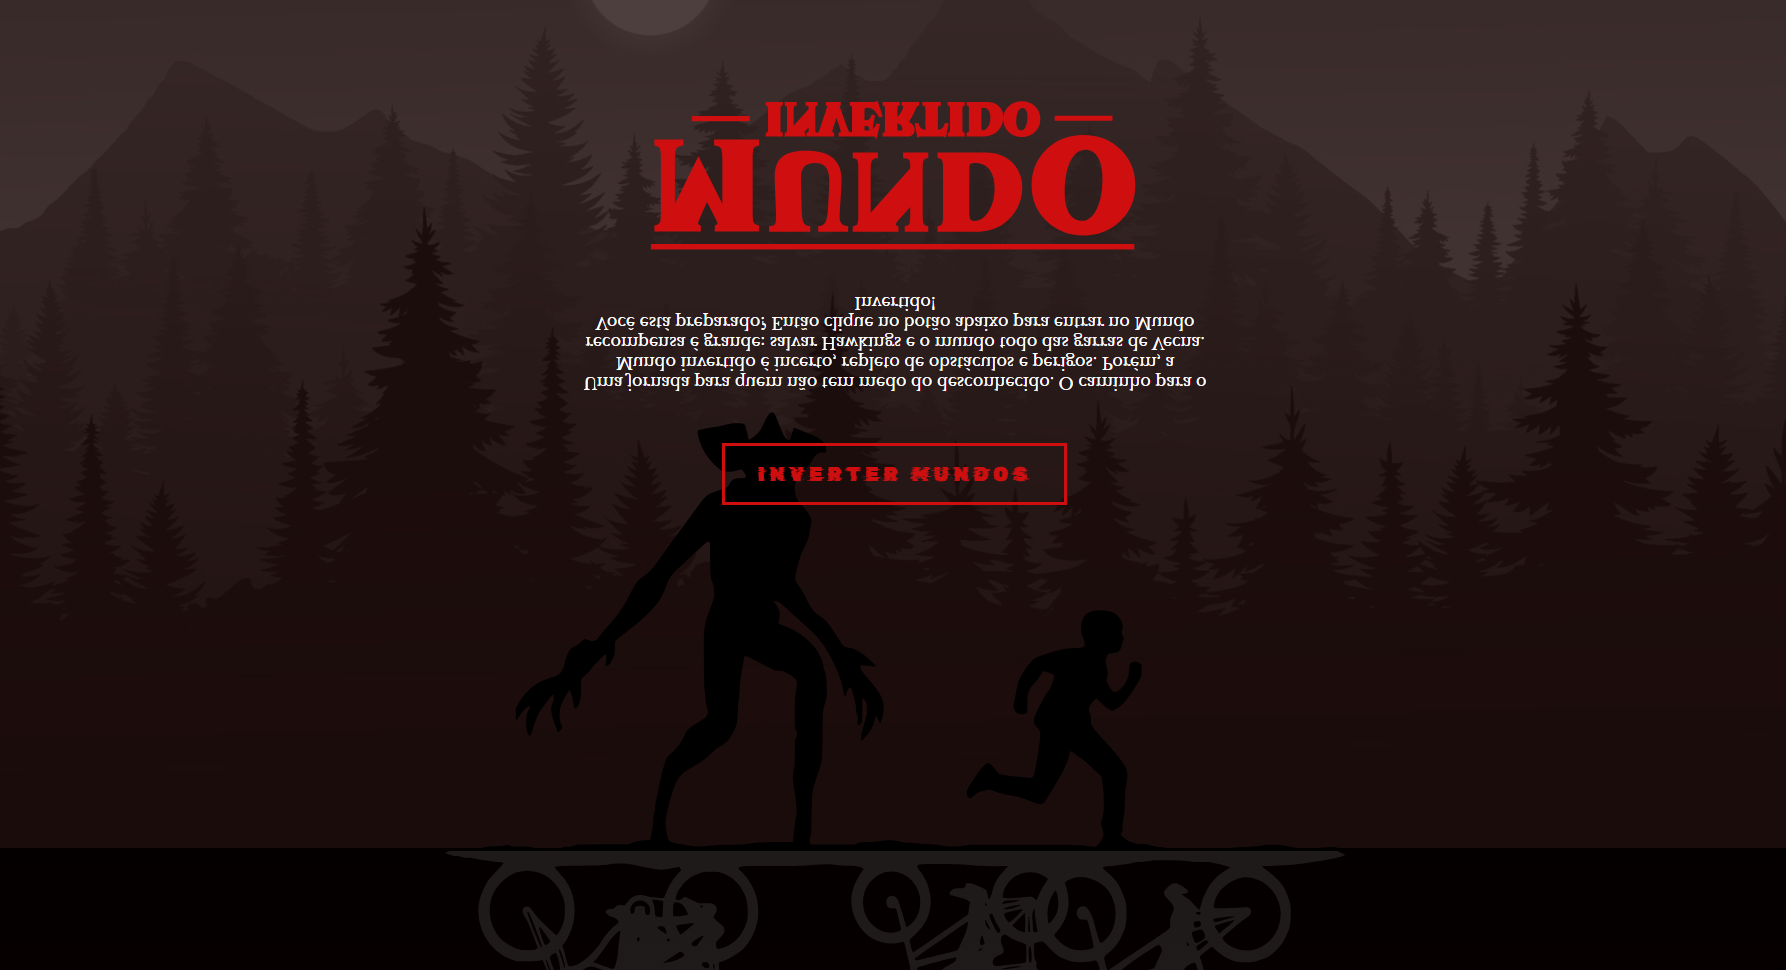 MUNDO
INVERTIDO
Uma jornada para quem não tem medo do desconhecido. O caminho para o
Mundo invertido é incerto, repleto de obstáculos e perigos. Porém, a
recompensa é grande: salvar Hawkings e o mundo todo das garras de Vecna.
Você está preparado? Então clique no botão abaixo para entrar no Mundo
Invertido!
INVERTER MUNDOS